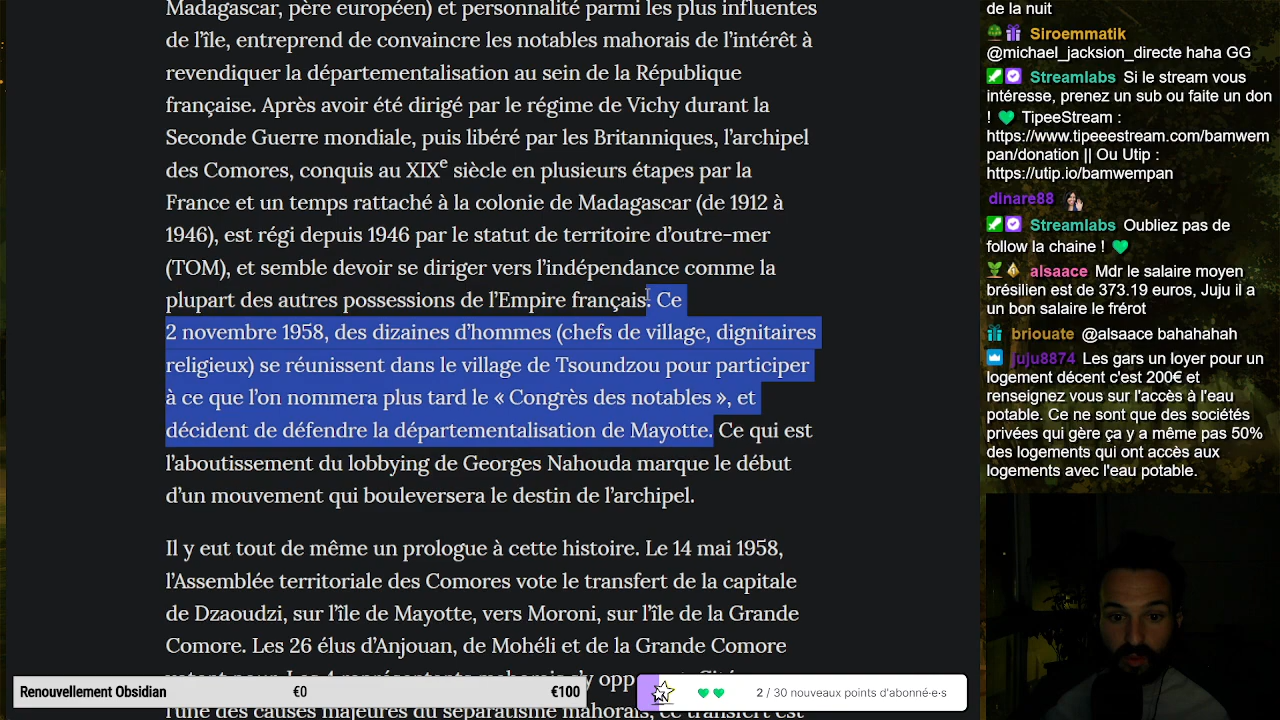 Madagascar, père européen) et personnalité parmi les plus influentes
de l’île, entreprend de convaincre les notables mahorais de l’intérêt à
revendiquer la départementalisation au sein de la République
française. Après avoir été dirigé par le régime de Vichy durant la
Seconde Guerre mondiale, puis libéré par les Britanniques, l’archipel
des Comores, conquis au XIXe siècle en plusieurs étapes par la
France et un temps rattaché à la colonie de Madagascar (de 1912 à
1946), est régi depuis 1946 par le statut de territoire d’outre-mer
(TOM), et semble devoir se diriger vers l’indépendance comme la
plupart des autres possessions de l’Empire français. Ce
2 novembre 1958, des dizaines d’hommes (chefs de village, dignitaires
religieux) se réunissent dans le village de Tsoundzou pour participer
à ce que l’on nommera plus tard le « Congrès des notables », et
décident de défendre la départementalisation de Mayotte. Ce qui est
l’aboutissement du lobbying de Georges Nahouda marque le début
d’un mouvement qui bouleversera le destin de l’archipel.
Il y eut tout de même un prologue à cette histoire. Le 14 mai 1958,
l’Assemblée territoriale des Comores vote le transfert de la capitale
de Dzaoudzi, sur l’île de Mayotte, vers Moroni, sur l’île de la Grande
Comore. Les 26 élus d’Anjouan, de Mohéli et de la Grande Comore
l’une des causes majeures du séparatisme mahorais, ce transfert est
Renouvellement Obsidian €0 €100
2 / 30 nouveaux points d'abonné·e·s
de la nuit
Siroemmatik
@michael_jacksion_directe haha GG
Streamlabs Si le stream vous
intéresse, prenez un sub ou faite un don
! 💚 TipeeStream :
https://www.tipeeestream.com/bamwem
pan/donation || Ou Utip :
https://utip.io/bamwempan
dInare88
Streamlabs Oubliez pas de
follow la chaine ! 💚
alsaace Mdr le salaire moyen
brésilien est de 373.19 euros, Juju il a
un bon salaire le frérot
briouate @alsaace bahahahah
juju8874 Les gars un loyer pour un
logement décent c'est 200€ et
renseignez vous sur l'accès à l'eau
potable. Ce ne sont que des sociétés
privées qui gère ça y a même pas 50%
des logements qui ont accès aux
logements avec l'eau potable.